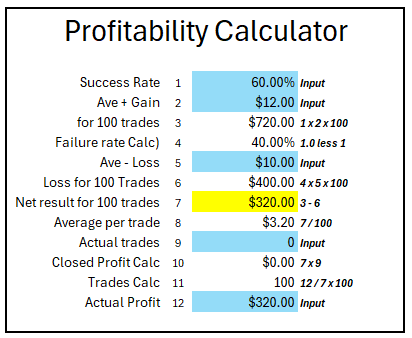 Profitability Calculator
Success Rate 1 60.00% Input
Ave + Gain 2 $12.00 Input
for 100 trades 3 $720.00 1 x 2 x 100
Failure rate Calc) 4 40.00% 1.0 less 1
Ave - Loss 5 $10.00 Input
Loss for 100 Trades 6 $400.00 4 x 5 x 100
Net result for 100 trades 7 $320.00 3 - 6
Average per trade 8 $3.20 7 / 100
Actual trades 9 0 Input
Closed Profit Calc 10 $0.00 7 x 9
Trades Calc 11 100 12 / 7 x 100
Actual Profit 12 $320.00 Input